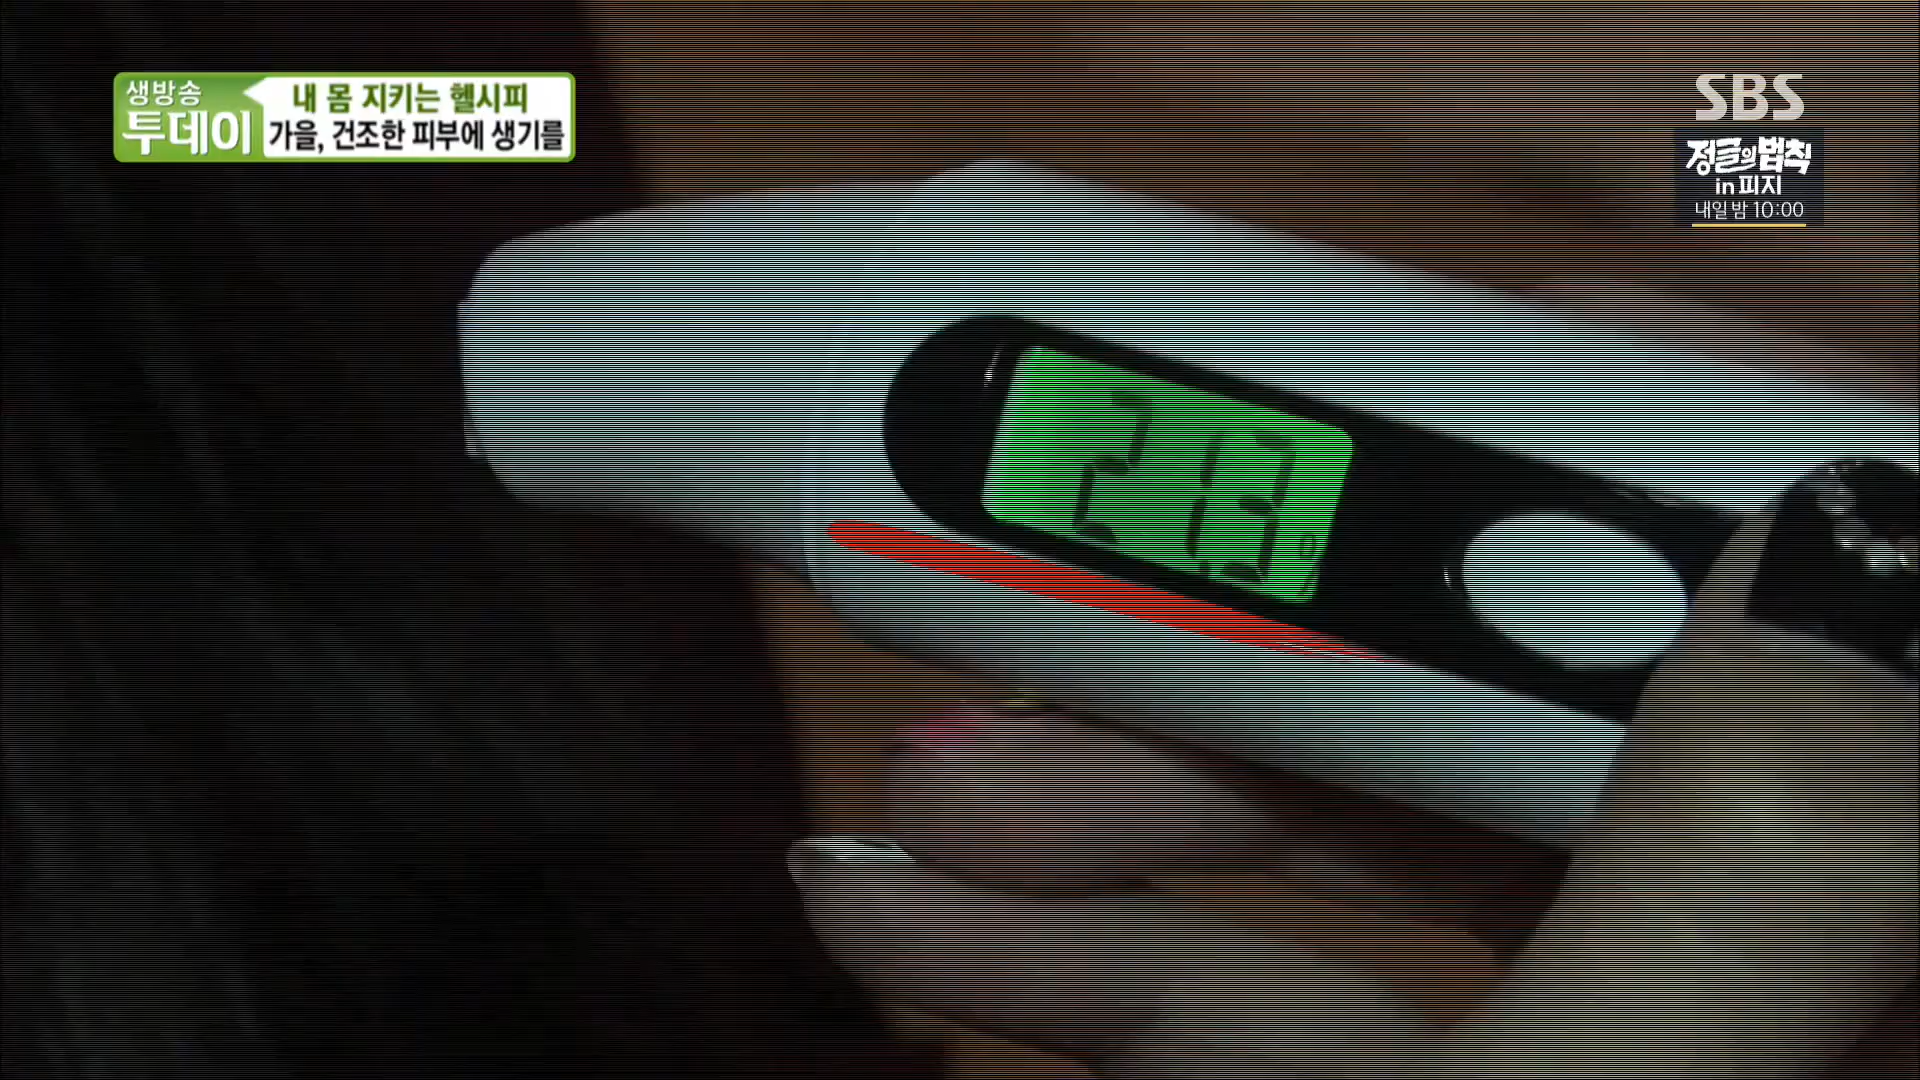 생방송
투데이
내 몸 지키는 헬시피
가을, 건조한 피부에 생기를
SBS
정글의 법칙
in 피지
내일 밤 10:00
21.3
%